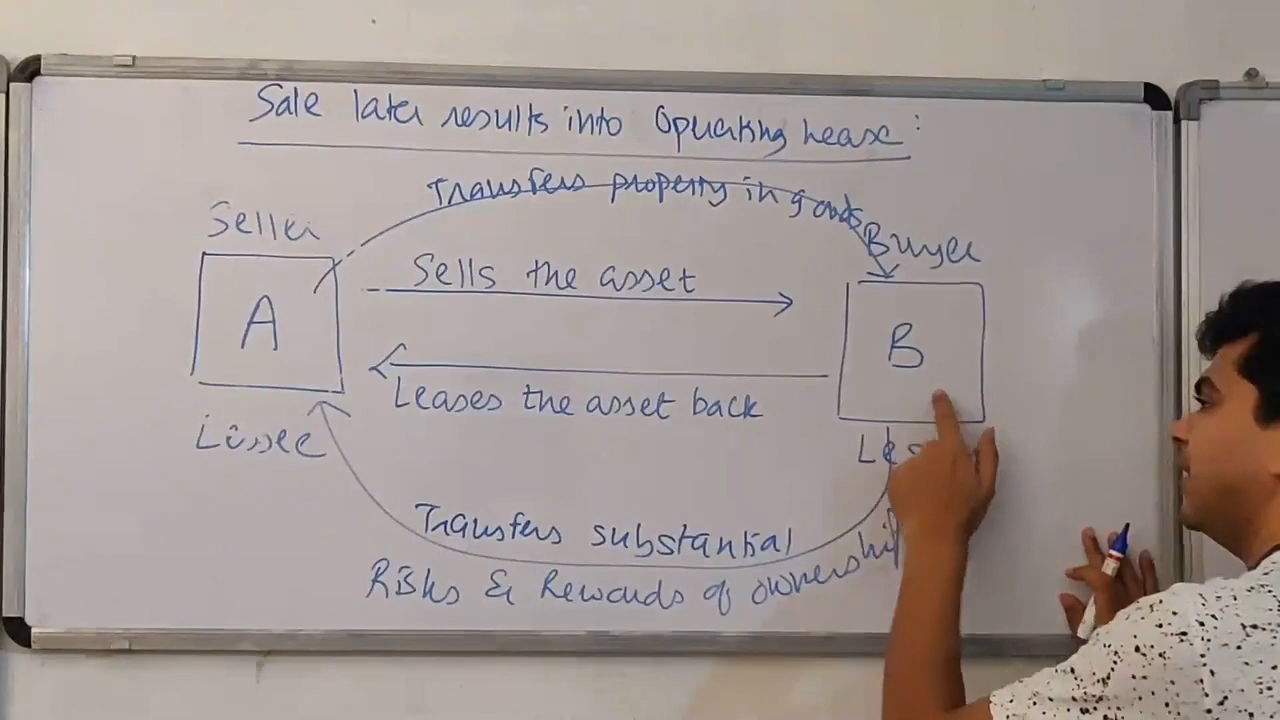 Sale later results into Operating Lease:
Transfers property in goods
Seller
Buyer
Sells the asset
A
B
Leases the asset back
Lessee
Transfers substantial
Risks & Rewards of ownership